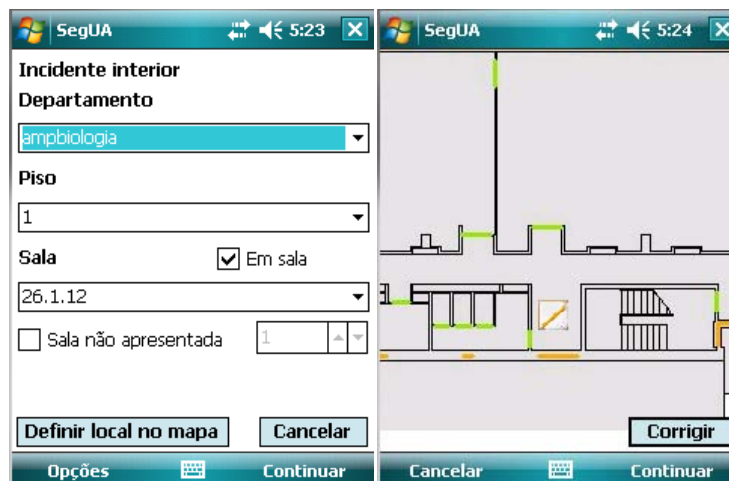 SegUA 5:23
Incidente interior
Departamento
ampbiologia
Piso
1
Sala Em sala
26.1.12
Sala não apresentada 1
Definir local no mapa Cancelar
Opções Continuar
SegUA 5:24
Corrigir
Cancelar Continuar